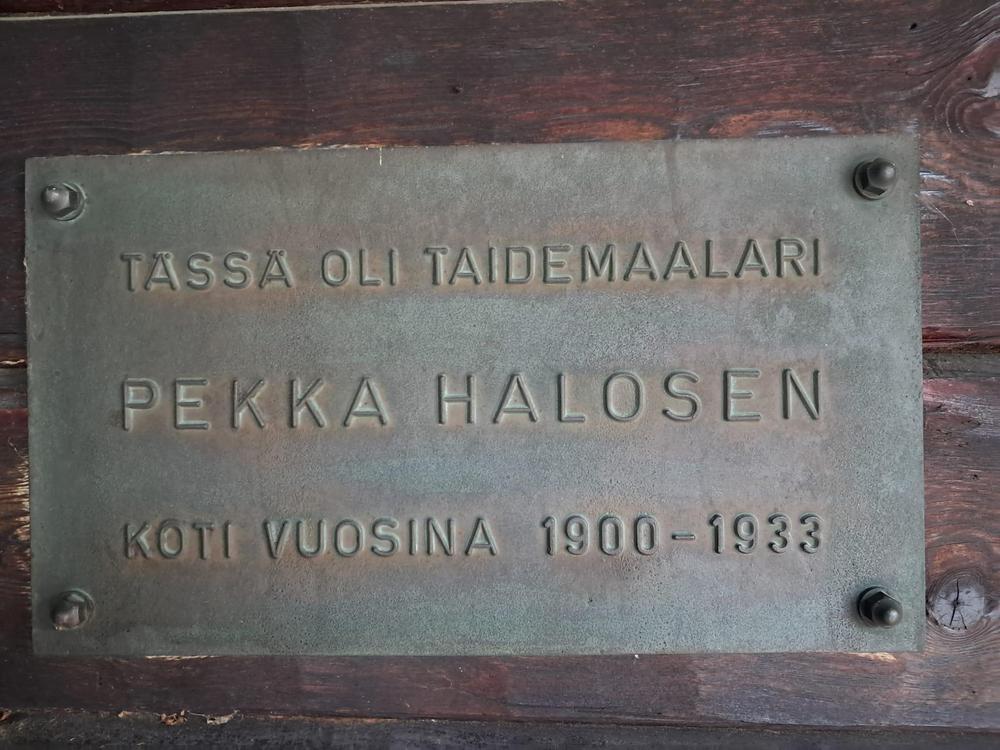 TÄSSÄ OLI TAIDEMAALARI
PEKKA HALOSEN
KOTI VUOSINA 1900–1933